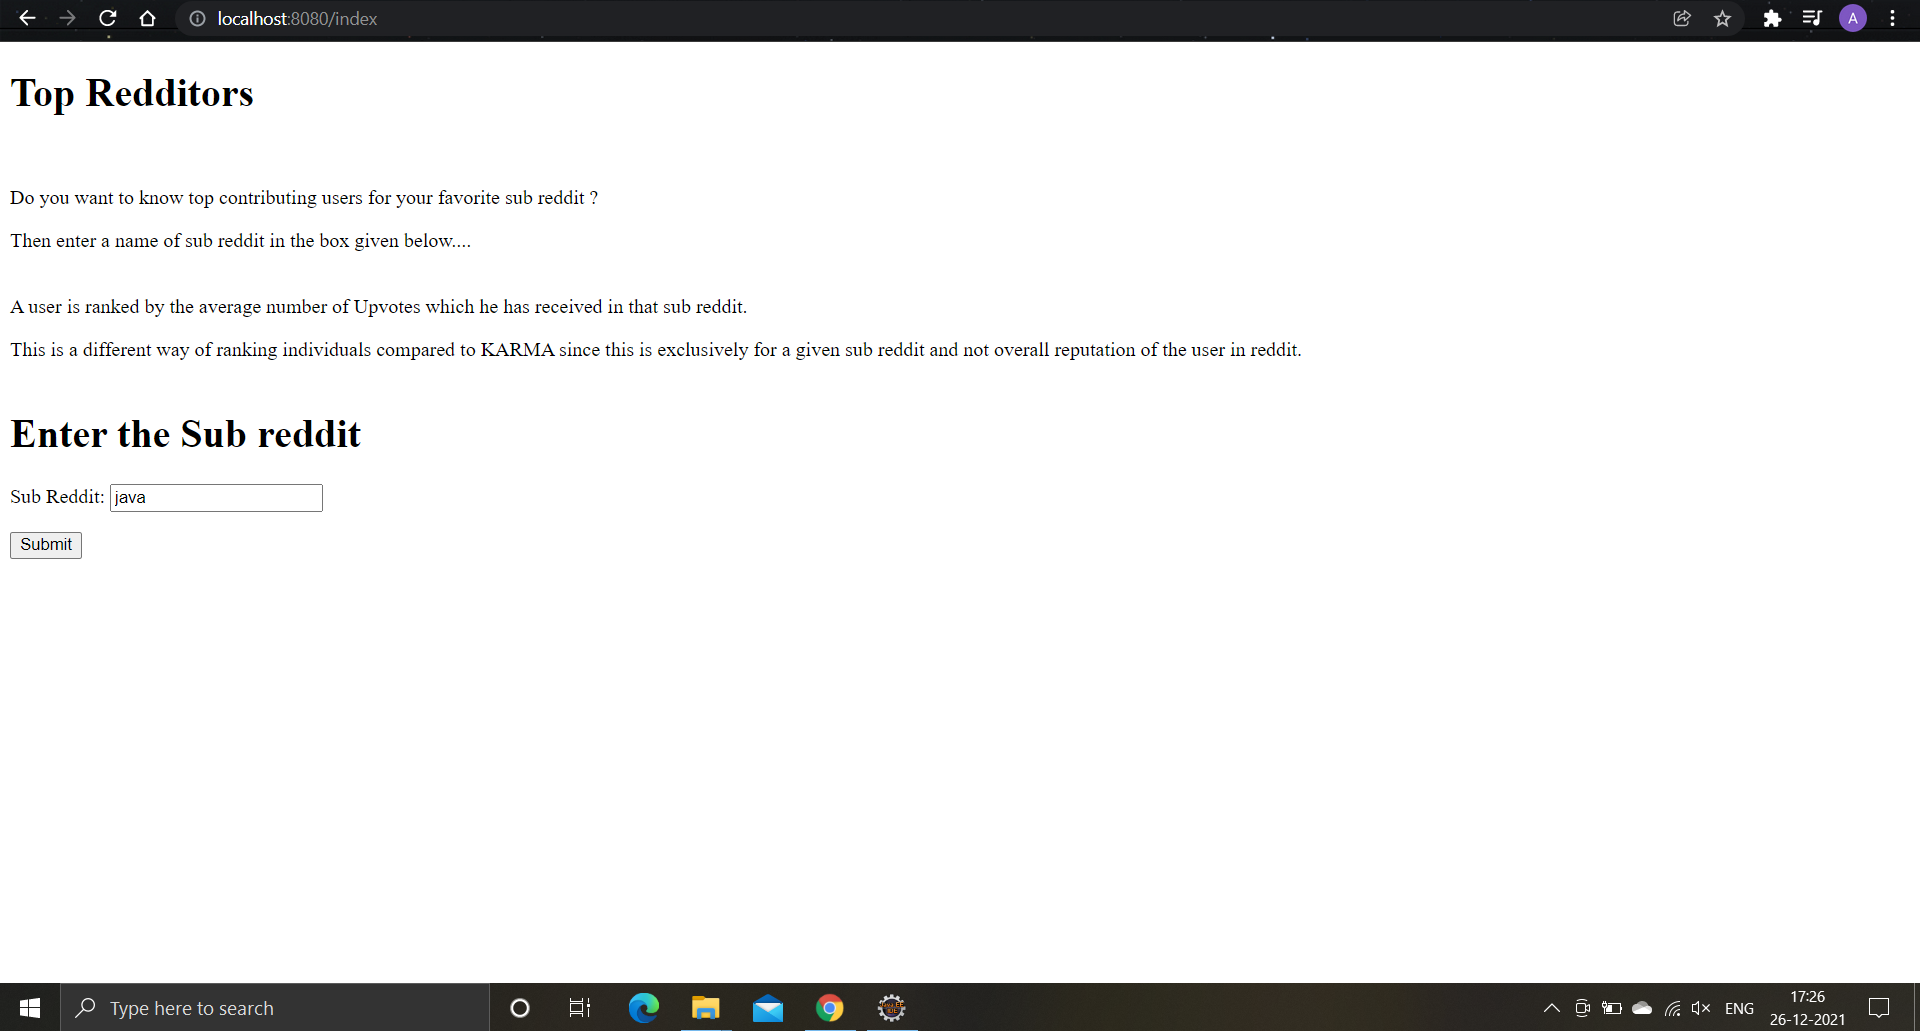 localhost:8080/index
A
Top Redditors
Do you want to know top contributing users for your favorite sub reddit ?
Then enter a name of sub reddit in the box given below....
A user is ranked by the average number of Upvotes which he has received in that sub reddit.
This is a different way of ranking individuals compared to KARMA since this is exclusively for a given sub reddit and not overall reputation of the user in reddit.
Enter the Sub reddit
Sub Reddit: java
Submit
Type here to search
Java EE
IDE
ENG
17:26
26-12-2021